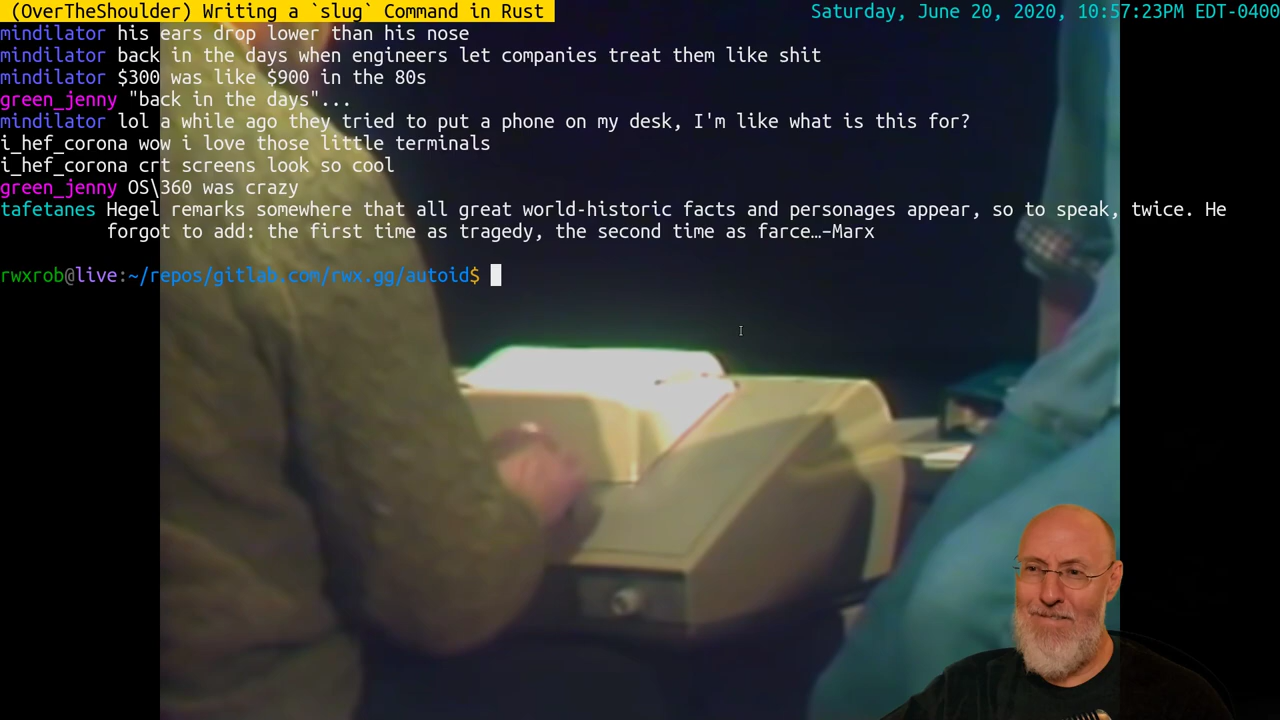 (OverTheShoulder) Writing a `slug` Command in Rust
Saturday, June 20, 2020, 10:57:23PM EDT-0400
mindilator his ears drop lower than his nose
mindilator back in the days when engineers let companies treat them like shit
mindilator $300 was like $900 in the 80s
green_jenny "back in the days"...
mindilator lol a while ago they tried to put a phone on my desk, I'm like what is this for?
i_hef_corona wow i love those little terminals
i_hef_corona crt screens look so cool
green_jenny OS\360 was crazy
tafetanes Hegel remarks somewhere that all great world-historic facts and personages appear, so to speak, twice. He
forgot to add: the first time as tragedy, the second time as farce…–Marx
rwxrob@live:~/repos/gitlab.com/rwx.gg/autoid$